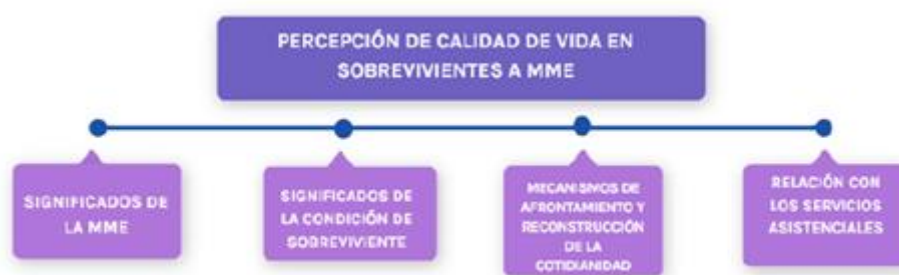 PERCEPCIÓN DE CALIDAD DE VIDA EN
SOBREVIVIENTES A MME
SIGNIFICADOS DE
LA MME
SIGNIFICADOS DE
LA CONDICIÓN DE
SOBREVIVIENTE
MECANISMOS DE
AFRONTAMIENTO Y
RECONSTRUCCIÓN
DE LA
COTIDIANIDAD
RELACIÓN CON
LOS SERVICIOS
ASISTENCIALES